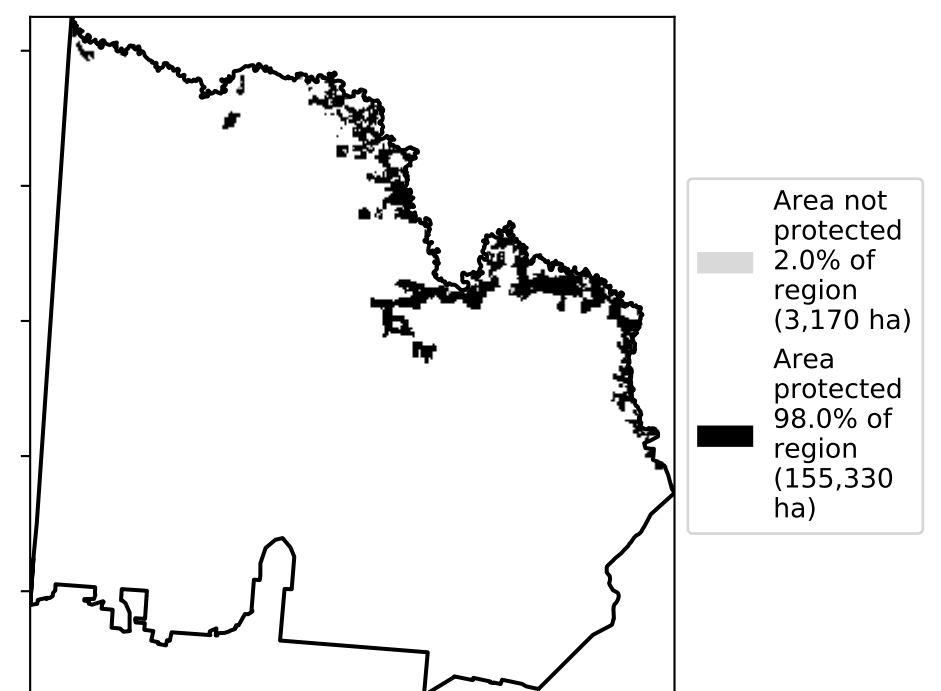 Area not
protected
2.0% of
region
(3,170 ha)
Area
protected
98.0% of
region
(155,330
ha)